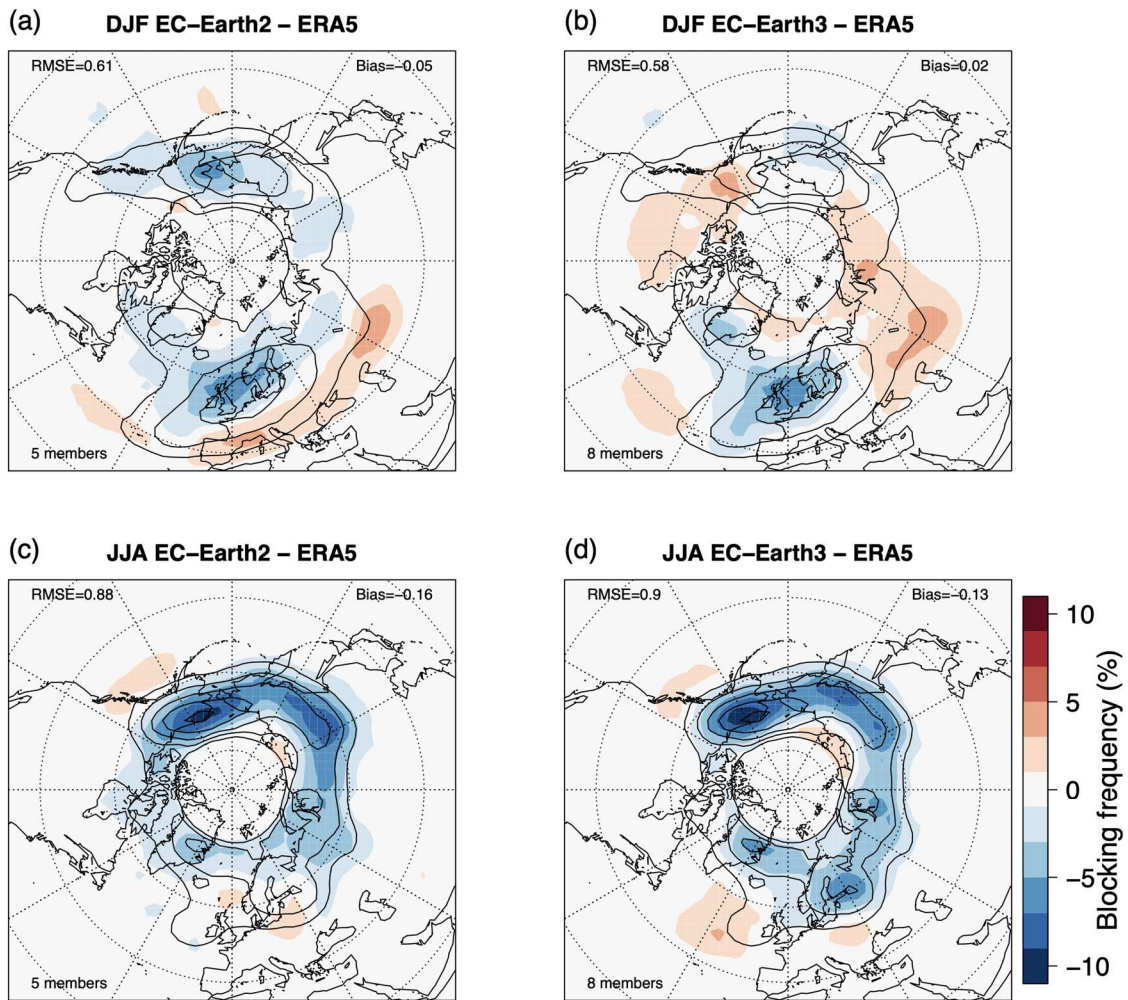 (a) DJF EC–Earth2 – ERA5
RMSE=0.61 Bias=−0.05
5 members
(b) DJF EC–Earth3 – ERA5
RMSE=0.58 Bias=0.02
8 members
(c) JJA EC–Earth2 – ERA5
RMSE=0.88 Bias=−0.16
5 members
(d) JJA EC–Earth3 – ERA5
RMSE=0.9 Bias=−0.13
8 members
10
5
0
−5
−10
Blocking frequency (%)